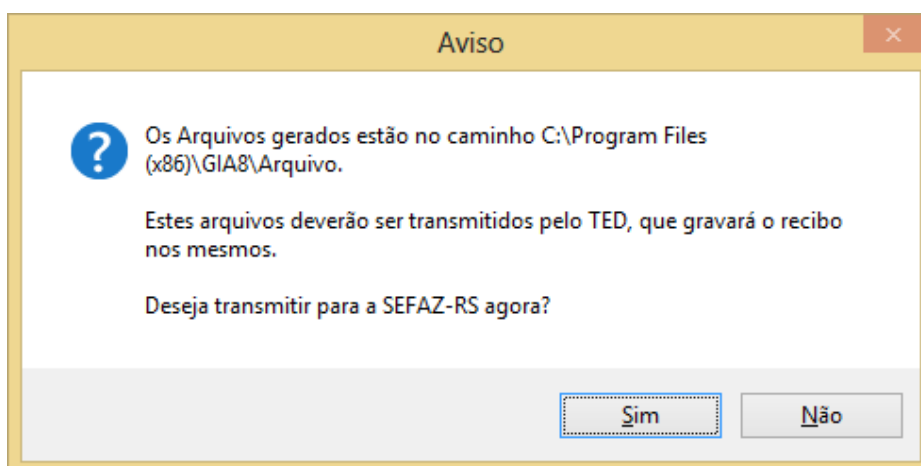 Aviso
Os Arquivos gerados estão no caminho C:\Program Files
(x86)\GIA8\Arquivo.
Estes arquivos deverão ser transmitidos pelo TED, que gravará o recibo
nos mesmos.
Deseja transmitir para a SEFAZ-RS agora?
Sim
Não